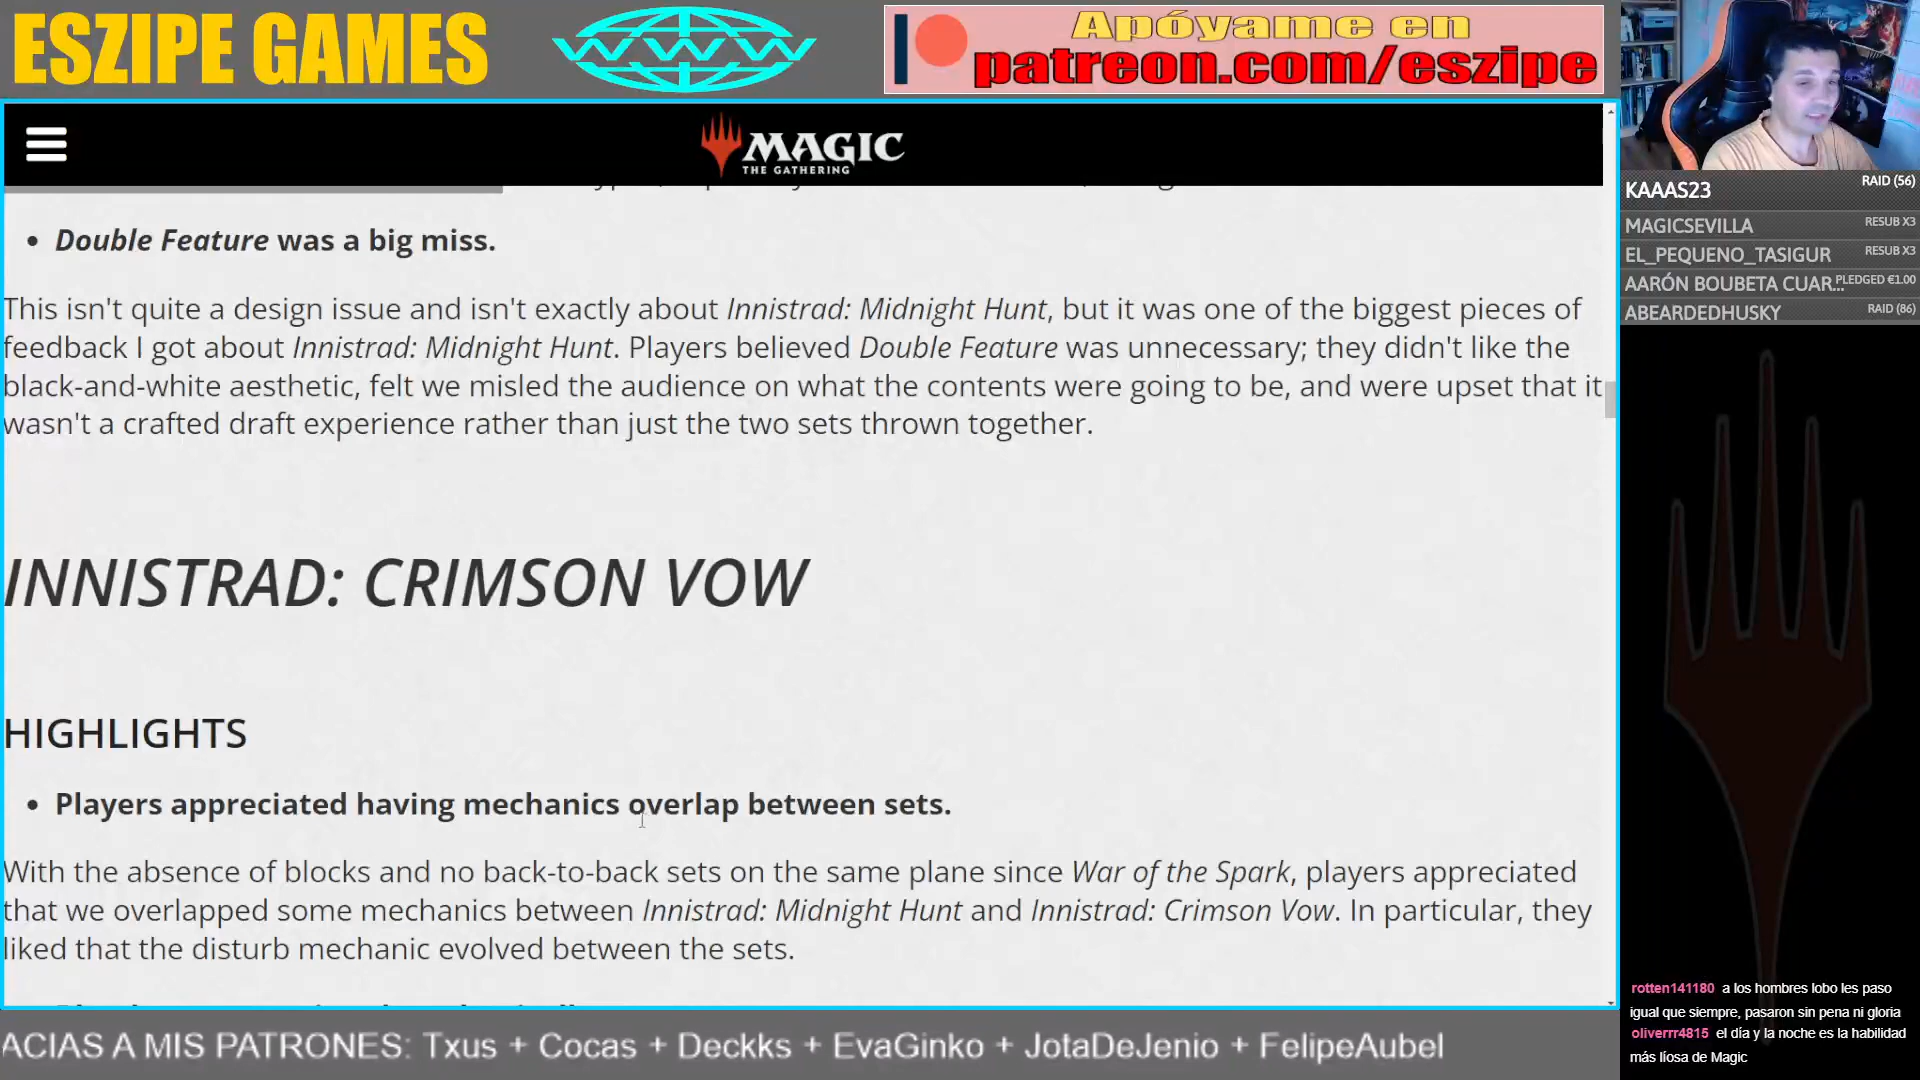 ESZIPE GAMES
WWW
Apóyame en
patreon.com/eszipe
MAGIC
THE GATHERING
• Double Feature was a big miss.
This isn't quite a design issue and isn't exactly about Innistrad: Midnight Hunt, but it was one of the biggest pieces of
feedback I got about Innistrad: Midnight Hunt. Players believed Double Feature was unnecessary; they didn't like the
black-and-white aesthetic, felt we misled the audience on what the contents were going to be, and were upset that it
wasn't a crafted draft experience rather than just the two sets thrown together.
INNISTRAD: CRIMSON VOW
HIGHLIGHTS
• Players appreciated having mechanics overlap between sets.
With the absence of blocks and no back-to-back sets on the same plane since War of the Spark, players appreciated
that we overlapped some mechanics between Innistrad: Midnight Hunt and Innistrad: Crimson Vow. In particular, they
liked that the disturb mechanic evolved between the sets.
KAAAS23 RAID (56)
MAGICSEVILLA RESUB X3
EL_PEQUENO_TASIGUR RESUB X3
AARÓN BOUBETA CUAR... PLEDGED €1.00
ABEARDEDHUSKY RAID (86)
rotten141180 a los hombres lobo les paso
igual que siempre, pasaron sin pena ni gloria
oliverrr4815 el día y la noche es la habilidad
más líosa de Magic
ACIAS A MIS PATRONES: Txus + Cocas + Deckks + EvaGinko + JotaDeJenio + FelipeAubel